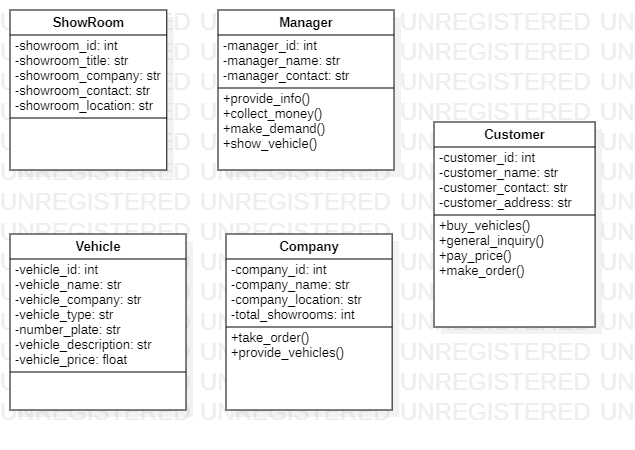 ShowRoom
-showroom_id: int
-showroom_title: str
-showroom_company: str
-showroom_contact: str
-showroom_location: str
Manager
-manager_id: int
-manager_name: str
-manager_contact: str
+provide_info()
+collect_money()
+make_demand()
+show_vehicle()
Customer
-customer_id: int
-customer_name: str
-customer_contact: str
-customer_address: str
+buy_vehicles()
+general_inquiry()
+pay_price()
+make_order()
Vehicle
-vehicle_id: int
-vehicle_name: str
-vehicle_company: str
-vehicle_type: str
-number_plate: str
-vehicle_description: str
-vehicle_price: float
Company
-company_id: int
-company_name: str
-company_location: str
-total_showrooms: int
+take_order()
+provide_vehicles()
UNREGISTERED UNREGISTERED UNREGISTERED UN